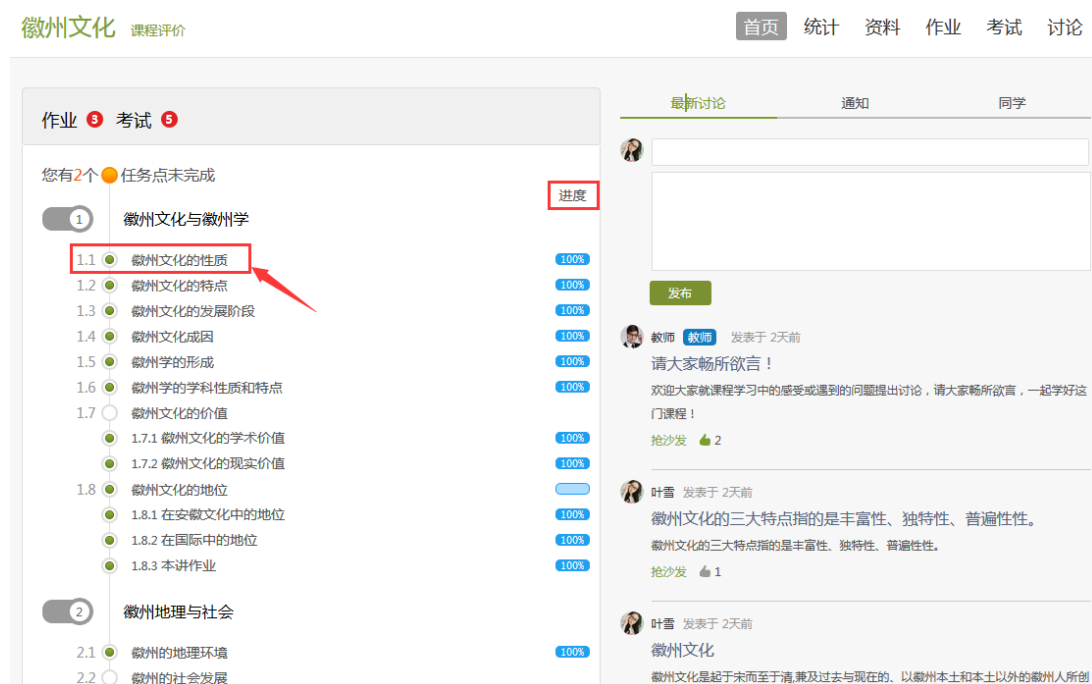 徽州文化 课程评价
首页 统计 资料 作业 考试 讨论
作业 3 考试 5
您有2个 任务点未完成
进度
1 徽州文化与徽州学
1.1 徽州文化的性质 100%
1.2 徽州文化的特点 100%
1.3 徽州文化的发展阶段 100%
1.4 徽州文化成因 100%
1.5 徽州学的形成 100%
1.6 徽州学的学科性质和特点 100%
1.7 徽州文化的价值
1.7.1 徽州文化的学术价值 100%
1.7.2 徽州文化的现实价值 100%
1.8 徽州文化的地位
1.8.1 在安徽文化中的地位 100%
1.8.2 在国际中的地位 100%
1.8.3 本讲作业 100%
2 徽州地理与社会
2.1 徽州的地理环境 100%
2.2 徽州的社会发展
最新讨论 通知 同学
发布
教师 教师 发表于 2天前
请大家畅所欲言！
欢迎大家就课程学习中的感受或遇到的问题提出讨论，请大家畅所欲言，一起学好这
门课程！
抢沙发 2
叶雪 发表于 2天前
徽州文化的三大特点指的是丰富性、独特性、普遍性性。
徽州文化的三大特点指的是丰富性、独特性、普遍性性。
抢沙发 1
叶雪 发表于 2天前
徽州文化
徽州文化是起于宋而至于清,兼及过去与现在的、以徽州本土和本土以外的徽州人所创